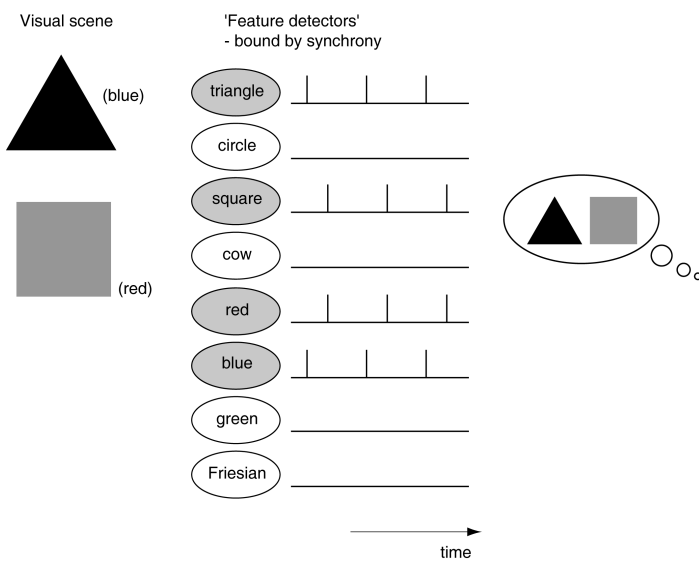 Visual scene
'Feature detectors'
- bound by synchrony
(blue)
(red)
triangle
circle
square
cow
red
blue
green
Friesian
time